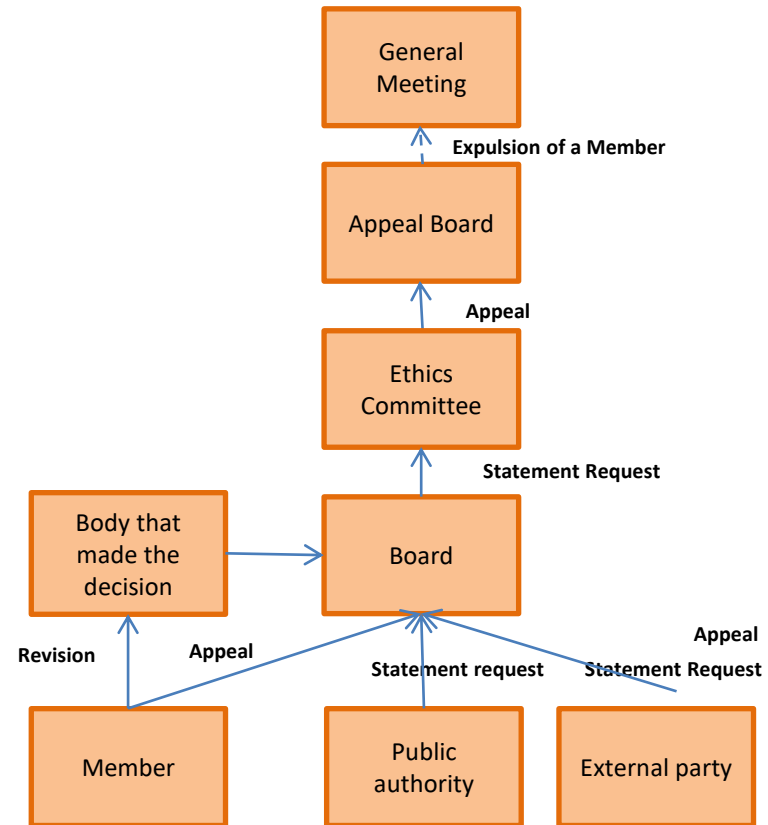 General
Meeting
Expulsion of a Member
Appeal Board
Appeal
Ethics
Committee
Statement Request
Body that
made the
decision
Board
Appeal
Revision
Appeal
Statement request
Statement Request
Member
Public
authority
External party